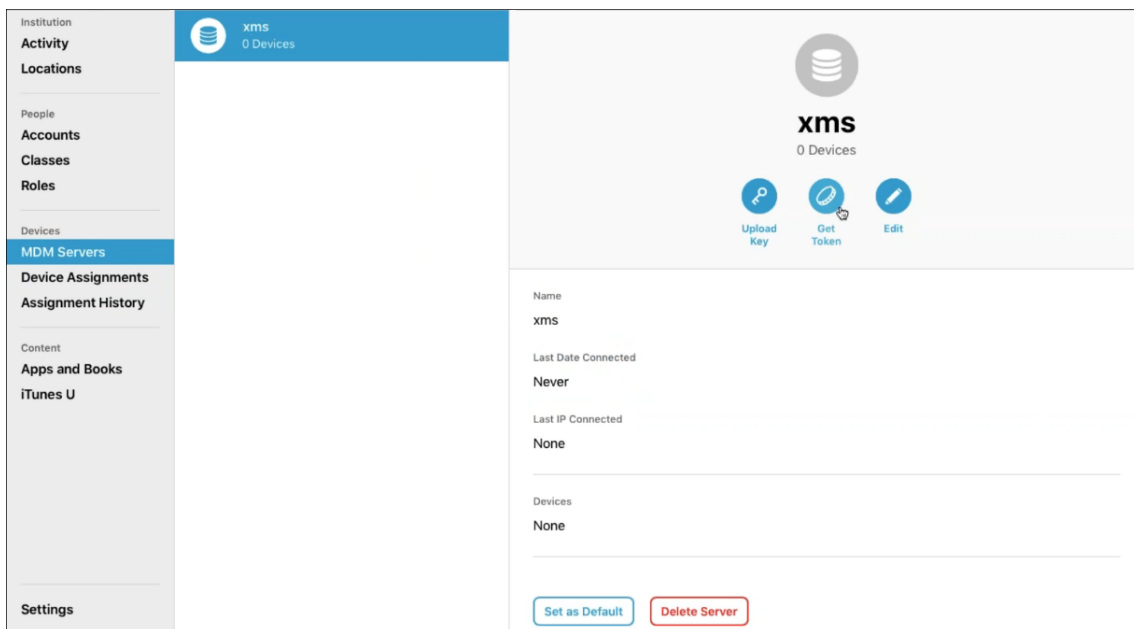 Institution
Activity
Locations
People
Accounts
Classes
Roles
Devices
MDM Servers
Device Assignments
Assignment History
Content
Apps and Books
iTunes U
Settings
xms
0 Devices
xms
0 Devices
Upload
Key
Get
Token
Edit
Name
xms
Last Date Connected
Never
Last IP Connected
None
Devices
None
Set as Default
Delete Server